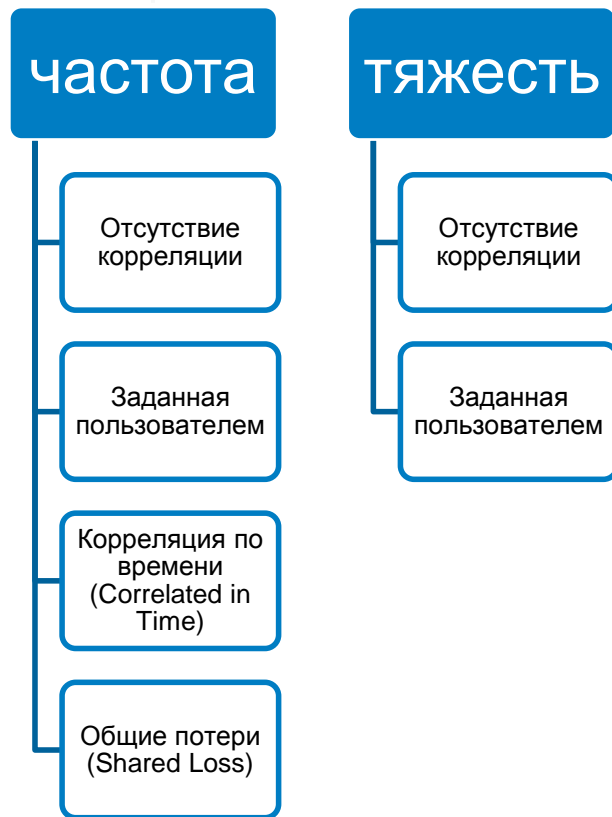 частота
Отсутствие
корреляции
Заданная
пользователем
Корреляция по
времени
(Correlated in
Time)
Общие потери
(Shared Loss)
тяжесть
Отсутствие
корреляции
Заданная
пользователем